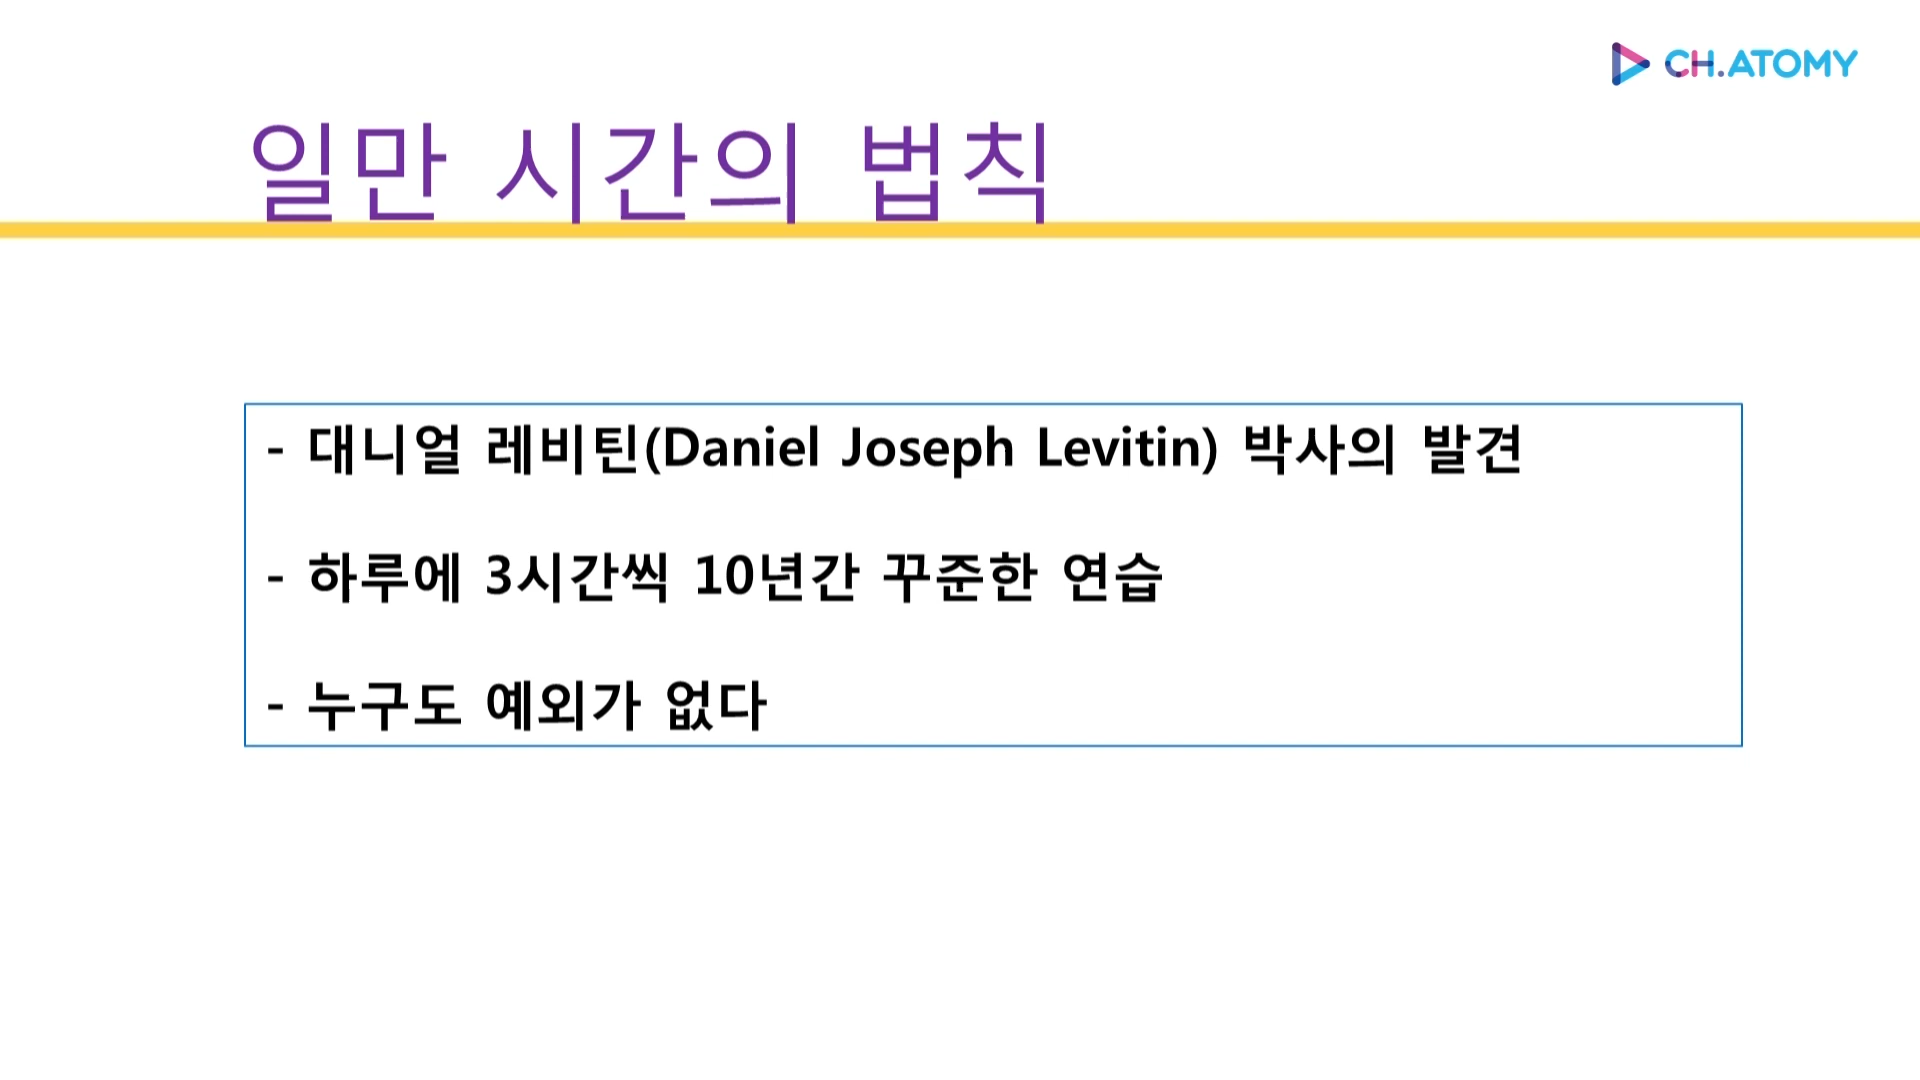 CH.ATOMY
일만 시간의 법칙
- 대니얼 레비틴(Daniel Joseph Levitin) 박사의 발견
- 하루에 3시간씩 10년간 꾸준한 연습
- 누구도 예외가 없다